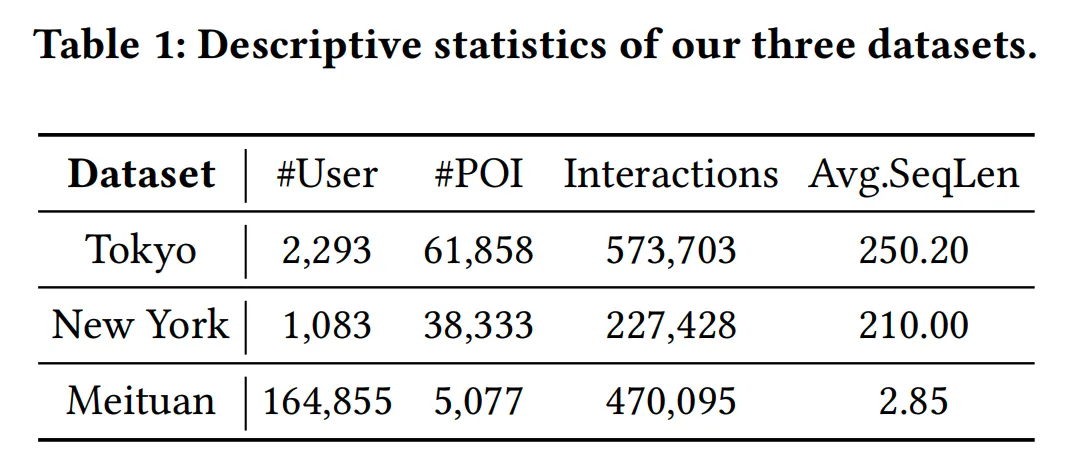 Table 1: Descriptive statistics of our three datasets.
Dataset #User #POI Interactions Avg.SeqLen
Tokyo 2,293 61,858 573,703 250.20
New York 1,083 38,333 227,428 210.00
Meituan 164,855 5,077 470,095 2.85